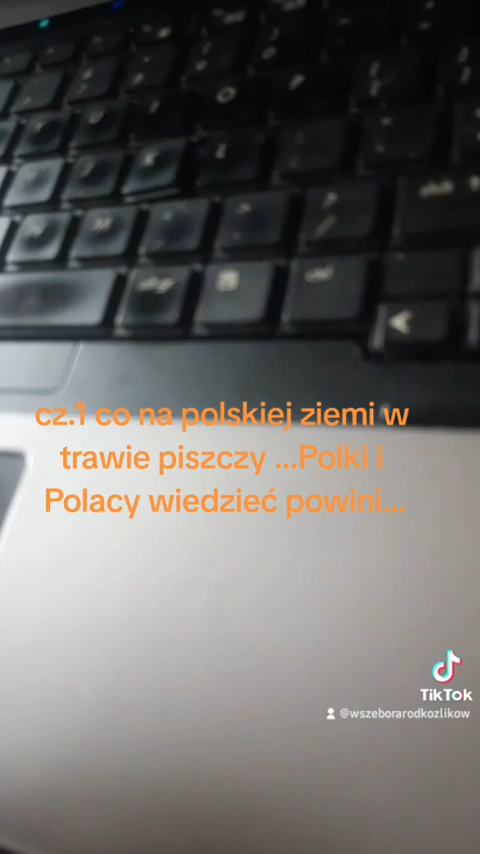 cz.1 co na polskiej ziemi w
trawie piszczy ...Polki i
Polacy wiedzieć powini...
TikTok
@wszeborarodkozlikow